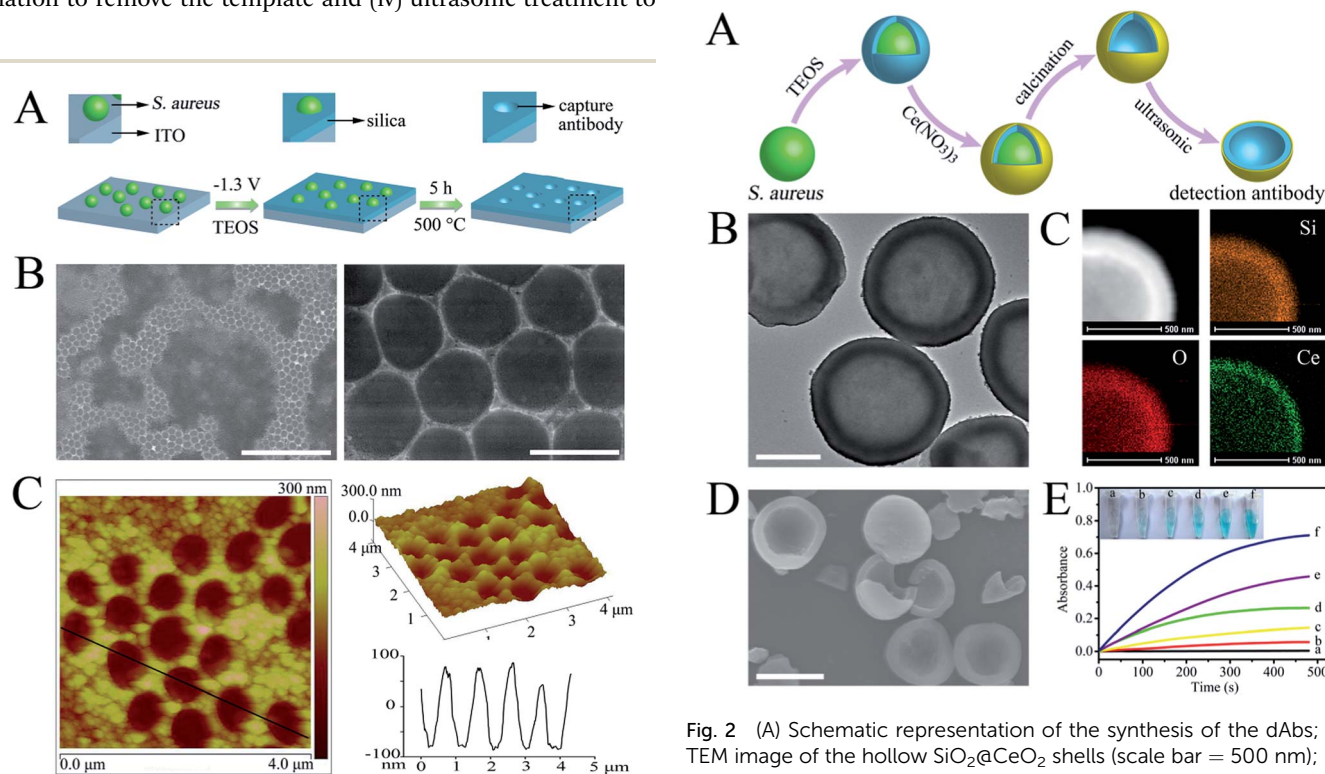 nation to remove the template and (iv) ultrasonic treatment to
A
S. aureus
ITO
silica
capture
antibody
-1.3 V
TEOS
5 h
500 °C
B
C
300 nm
0.0 μm
4.0 μm
300.0 nm
0.0
4 μm
3
2
1
1
2
3
4 μm
100
0
-100
nm
0
1
2
3
4
5 μm
A
TEOS
Ce(NO₃)₃
calcination
ultrasonic
S. aureus
detection antibody
B
C
Si
500 nm
500 nm
O
Ce
500 nm
500 nm
D
E
a b c d e f
1.0
0.8
0.6
0.4
0.2
0.0
Absorbance
f
e
d
c
b
a
0 100 200 300 400 500
Time (s)
Fig. 2 (A) Schematic representation of the synthesis of the dAbs;
TEM image of the hollow SiO₂@CeO₂ shells (scale bar = 500 nm);